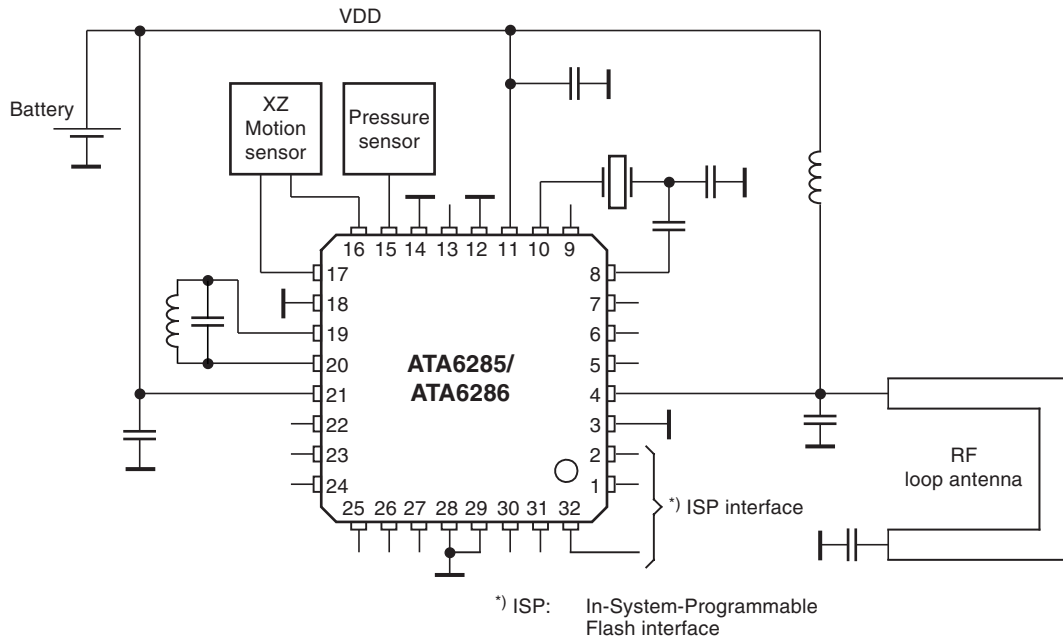 VDD
Battery
XZ
Motion
sensor
Pressure
sensor
16 15 14 13 12 11 10 9
17
18
19
20
21
22
23
24
8
7
6
5
4
3
2
1
ATA6285/
ATA6286
25 26 27 28 29 30 31 32
*) ISP interface
RF
loop antenna
*) ISP: In-System-Programmable
Flash interface